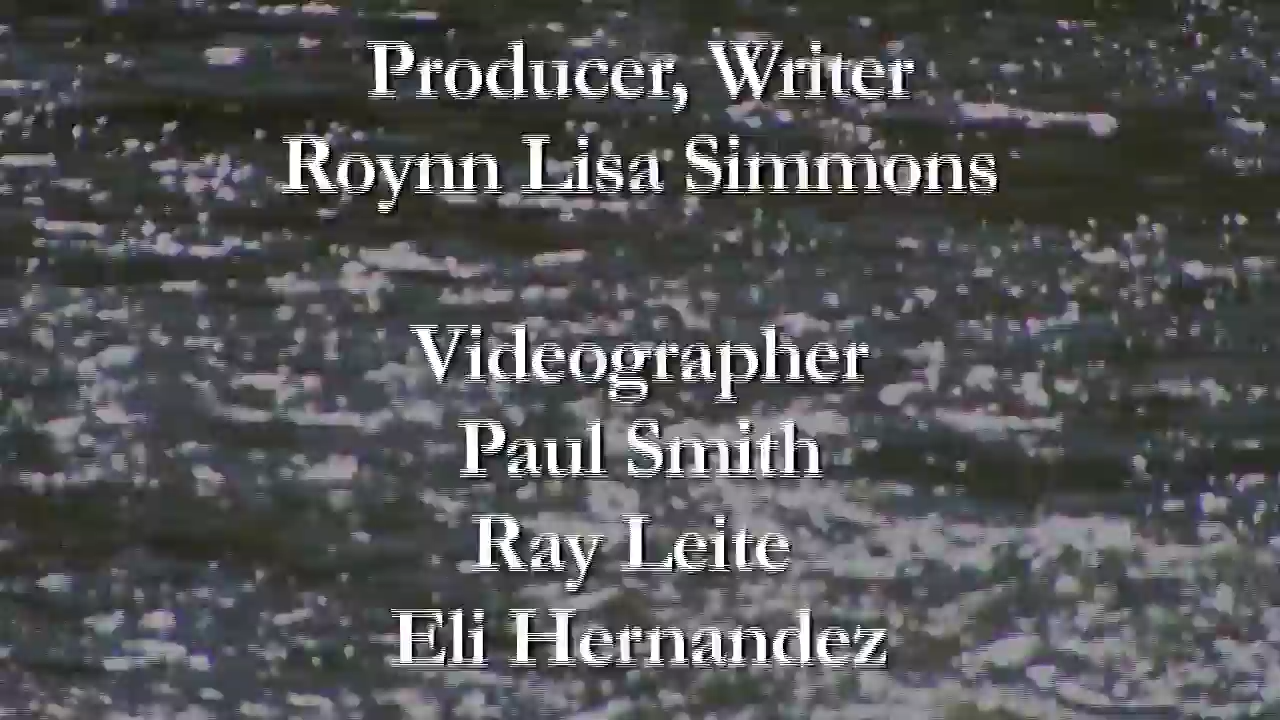 Producer, Writer
Roynn Lisa Simmons
Videographer
Paul Smith
Ray Leite
Eli Hernandez